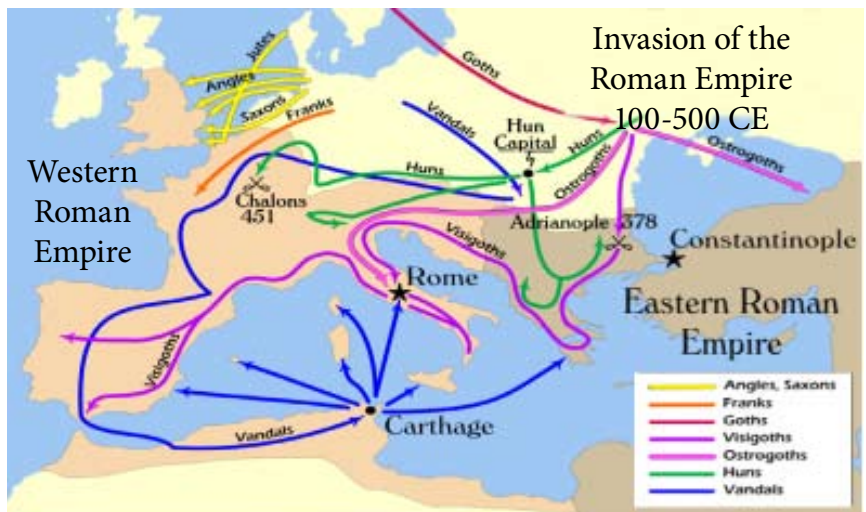 Invasion of the
Roman Empire
100-500 CE
Jutes
Angles
Saxons
Franks
Goths
Vandals
Hun
Capital
Huns
Ostrogoths
Huns
Ostrogoths
Western
Roman
Empire
Chalons
451
Adrianople 378
Visigoths
Constantinople
Rome
Eastern Roman
Empire
Visigoths
Carthage
Vandals
Angles, Saxons
Franks
Goths
Visigoths
Ostrogoths
Huns
Vandals